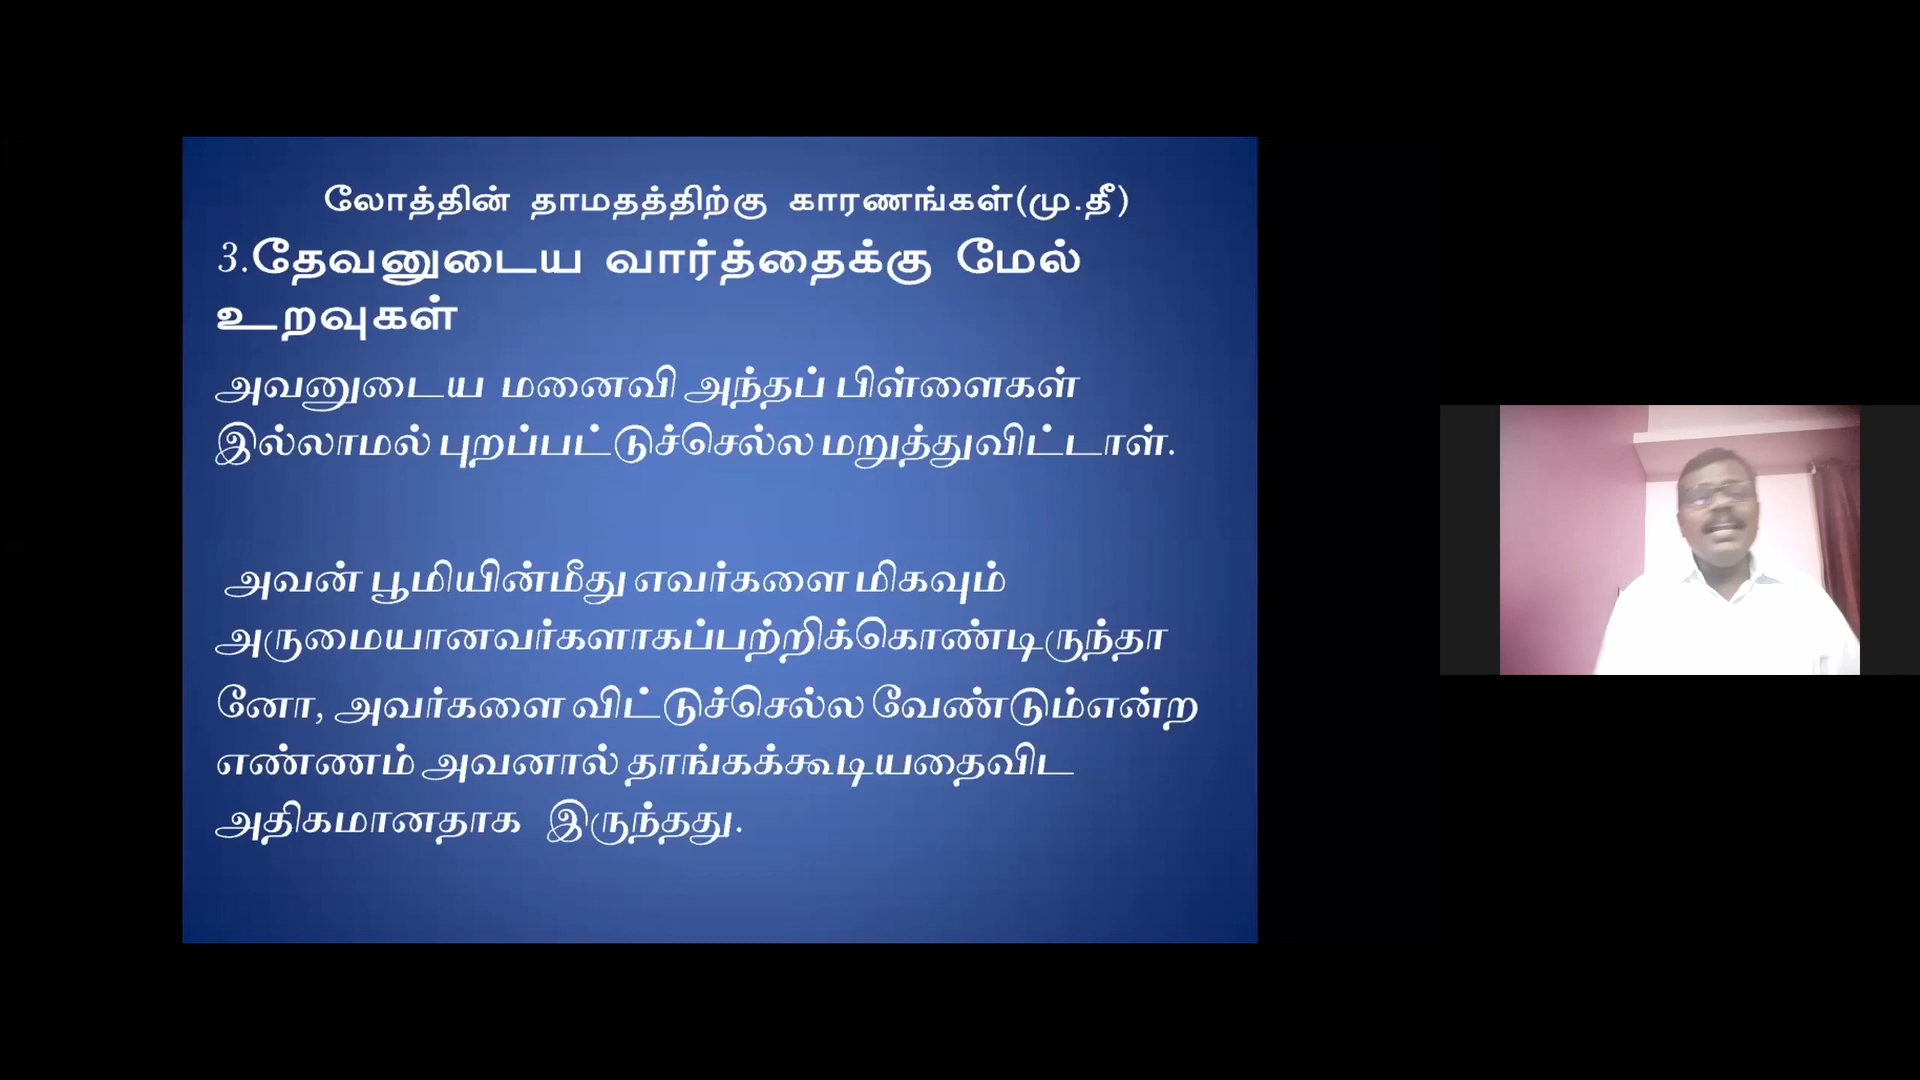 லோத்தின் தாமதத்திற்கு காரணங்கள்(மு.தீ)
3.தேவனுடைய வார்த்தைக்கு மேல்
உறவுகள்
அவனுடைய மனைவி அந்தப் பிள்ளைகள்
இல்லாமல் புறப்பட்டுச்செல்ல மறுத்துவிட்டாள்.
அவன் பூமியின்மீது எவர்களை மிகவும்
அருமையானவர்களாகப்பற்றிக்கொண்டிருந்தா
னோ, அவர்களை விட்டுச்செல்ல வேண்டும்என்ற
எண்ணம் அவனால் தாங்கக்கூடியதைவிட
அதிகமானதாக இருந்தது.